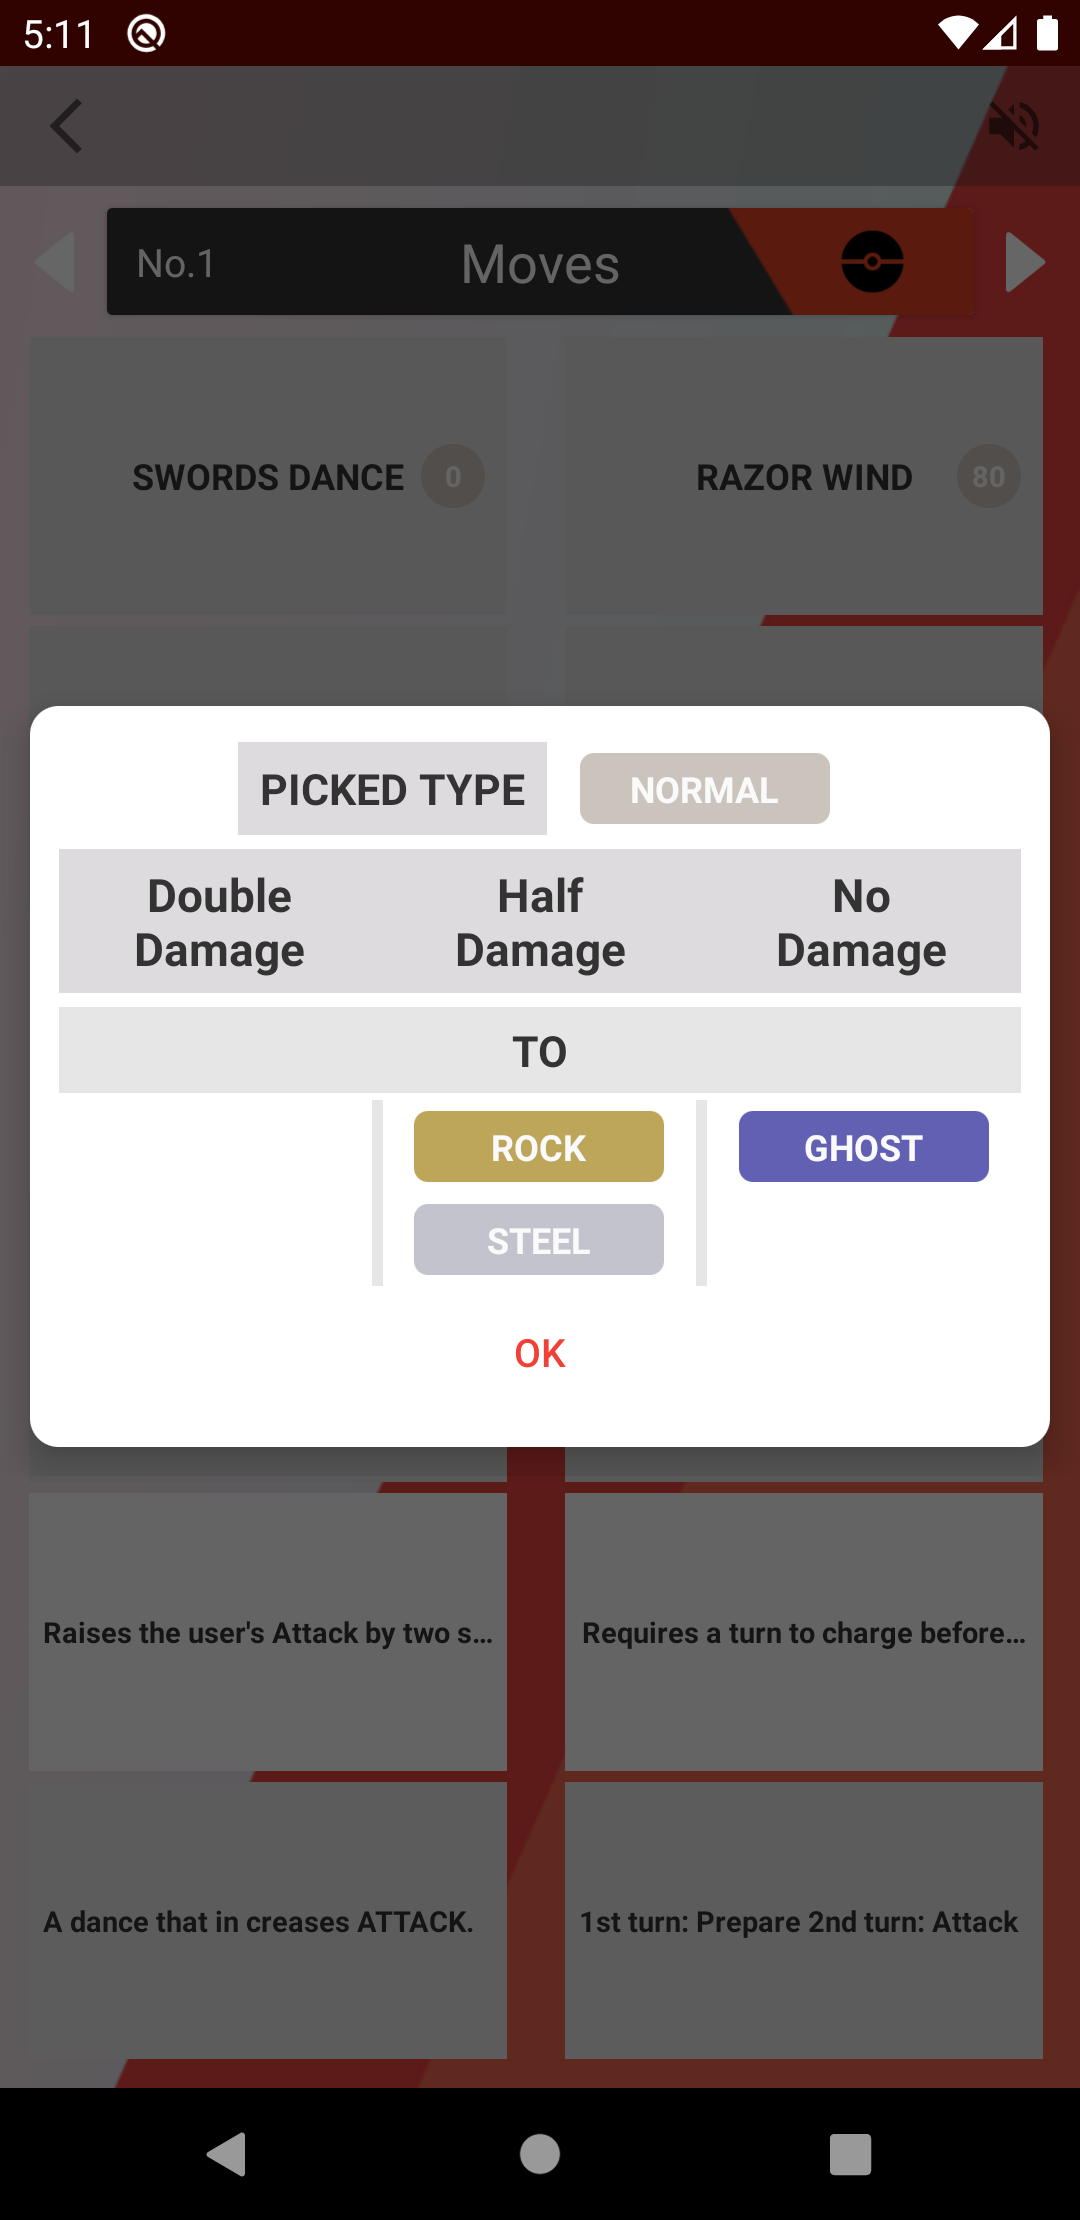 5:11
No.1
Moves
SWORDS DANCE
0
RAZOR WIND
80
PICKED TYPE
NORMAL
Double
Damage
Half
Damage
No
Damage
TO
ROCK
GHOST
STEEL
OK
Raises the user's Attack by two s...
Requires a turn to charge before...
A dance that in creases ATTACK.
1st turn: Prepare 2nd turn: Attack